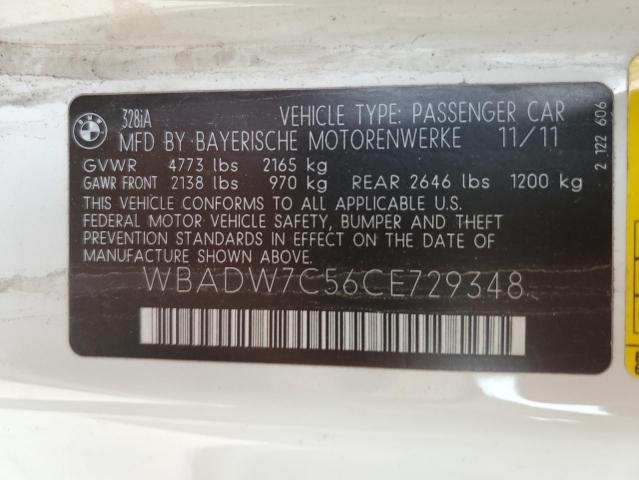 BMW
328iA VEHICLE TYPE: PASSENGER CAR
MFD BY BAYERISCHE MOTORENWERKE 11/11
GVWR 4773 lbs 2165 kg
GAWR FRONT 2138 lbs 970 kg REAR 2646 lbs 1200 kg
THIS VEHICLE CONFORMS TO ALL APPLICABLE U.S.
FEDERAL MOTOR VEHICLE SAFETY, BUMPER AND THEFT
PREVENTION STANDARDS IN EFFECT ON THE DATE OF
MANUFACTURE SHOWN ABOVE.
WBADW7C56CE729348
2 122 606